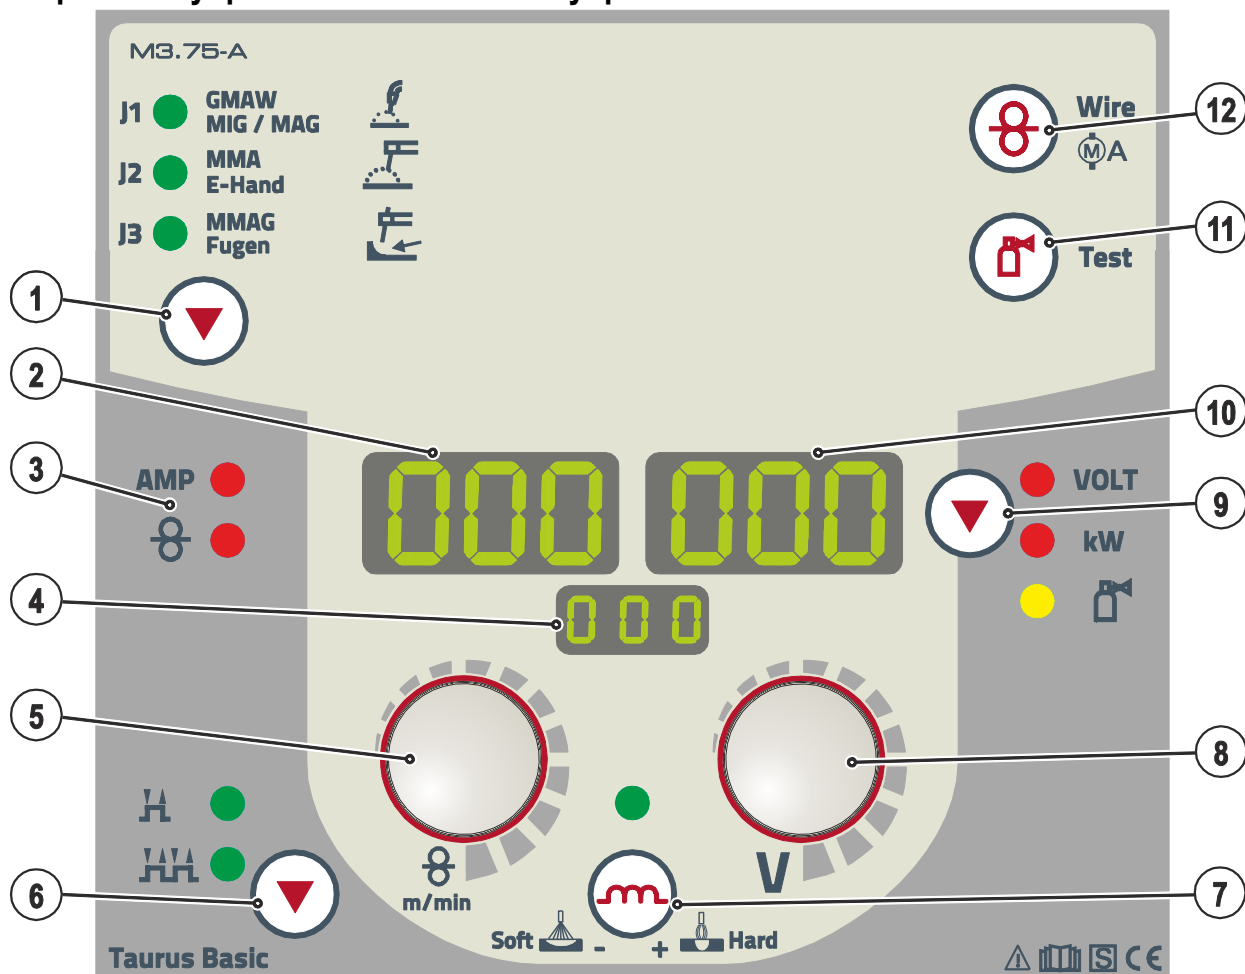 M3.75-A
J1 GMAW
MIG / MAG
J2 MMA
E-Hand
J3 MMAG
Fugen
Wire
M A
Test
12
11
1
2
3
4
5
6
10
9
8
7
AMP
000
000
VOLT
kW
000
m/min
V
Soft - + Hard
Taurus Basic
S CE